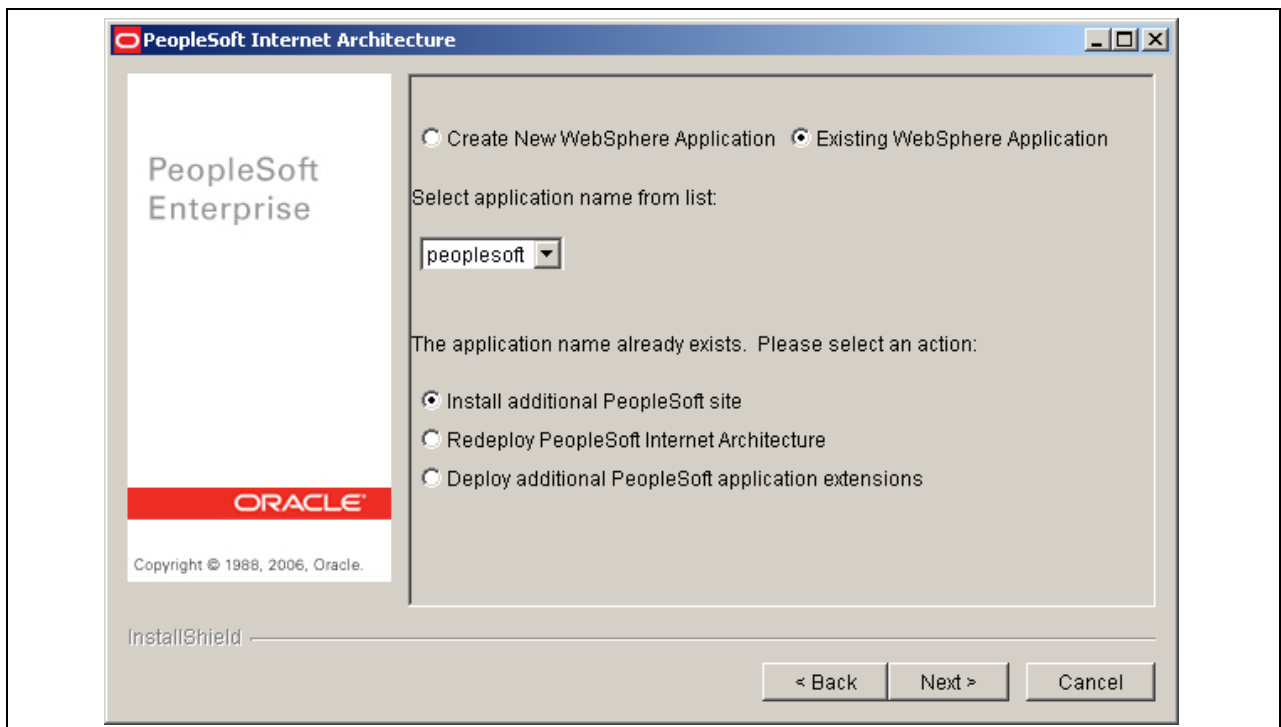 PeopleSoft Internet Architecture
PeopleSoft
Enterprise
ORACLE
Copyright © 1988, 2006, Oracle.
Create New WebSphere Application Existing WebSphere Application
Select application name from list:
peoplesoft
The application name already exists. Please select an action:
Install additional PeopleSoft site
Redeploy PeopleSoft Internet Architecture
Deploy additional PeopleSoft application extensions
InstallShield
< Back Next > Cancel